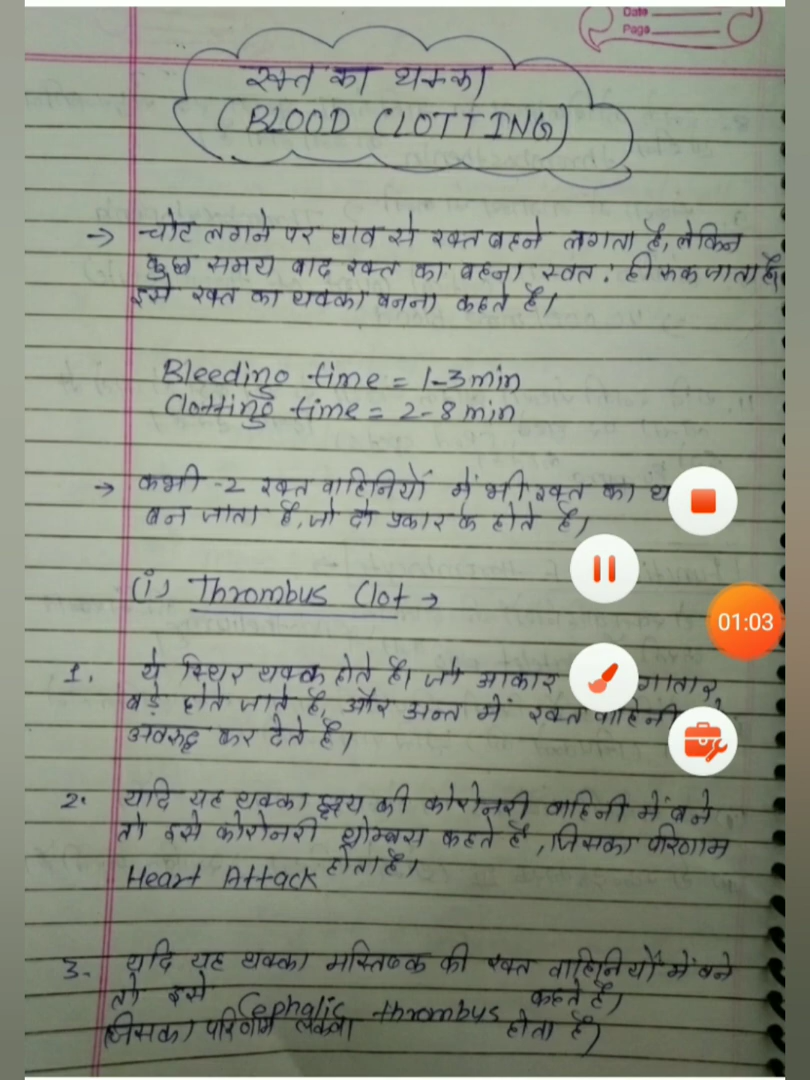 Date
Page
रक्त का थक्का
(BLOOD CLOTTING)
→ चोट लगने पर घाव से रक्त बहने लगता है, लेकिन
कुछ समय बाद रक्त का बहना स्वत: ही रूक जाता है।
इसे रक्त का थक्का बनना कहते है।
Bleeding time = 1-3 min
Clotting time = 2-8 min
→ कभी-2 रक्त वाहिनियों में भी रक्त का थ
बन जाता है, जो दो प्रकार के होते है।
(i) Thrombus Clot →
1. ये स्थिर थक्के होते है। जो आकार गातार
बड़े होते जाते है, और अन्त में रक्त वाहिनी
अवरुद्ध कर देते है।
01:03
2. यदि यह थक्का हृदय की कोरोनरी वाहिनी में बने
तो इसे कोरोनरी थ्रोम्बस कहते है, जिसका परिणाम
Heart Attack होता है।
3. यदि यह थक्का मस्तिष्क की रक्त वाहिनियों में बने
तो इसे Cephalic thrombus कहते है।
जिसका परिणाम लकवा होता है।